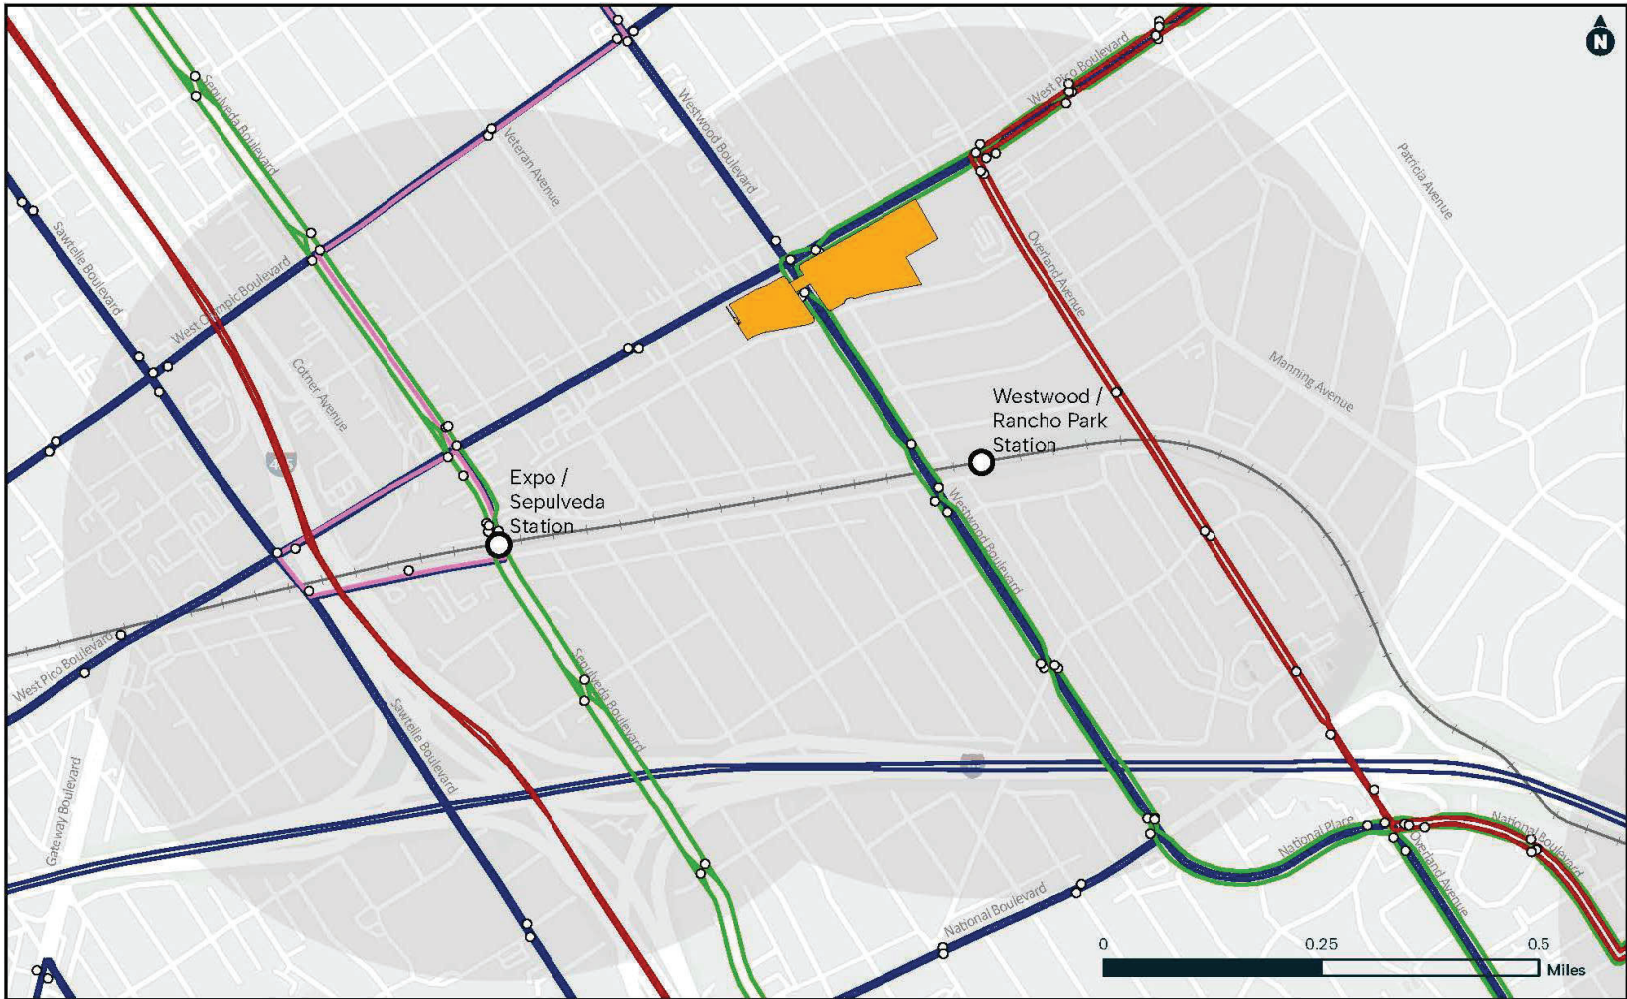 N
West Pico Boulevard
Sepulveda Boulevard
Westwood Boulevard
Veteran Avenue
Patricia Avenue
Sawtelle Boulevard
West Olympic Boulevard
Overland Avenue
Cotner Avenue
Manning Avenue
Westwood /
Rancho Park
Station
Expo /
Sepulveda
Station
Westwood Boulevard
West Pico Boulevard
Sepulveda Boulevard
Sawtelle Boulevard
Gateway Boulevard
National Place
National Boulevard
Overland Avenue
National Boulevard
0
0.25
0.5
Miles